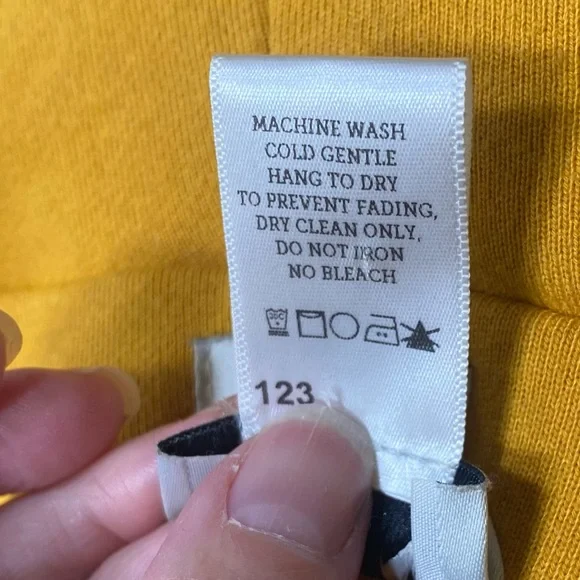 MACHINE WASH
COLD GENTLE
HANG TO DRY
TO PREVENT FADING,
DRY CLEAN ONLY,
DO NOT IRON
NO BLEACH
30C
123